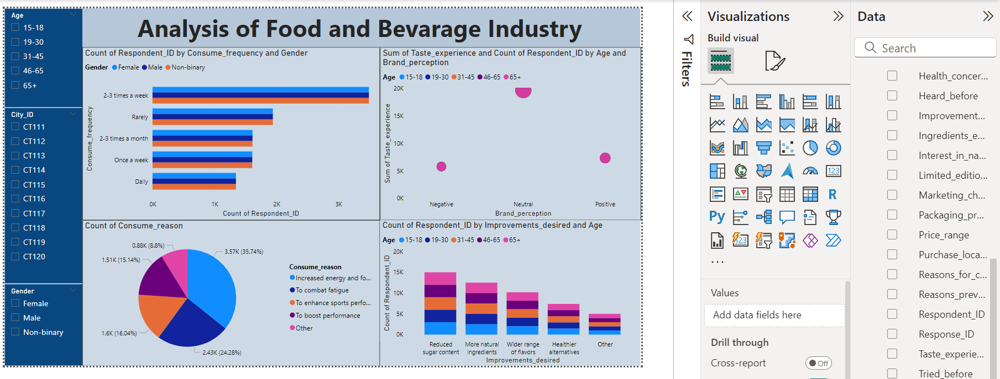 Analysis of Food and Bevarage Industry
Age
15-18
19-30
31-45
46-65
65+
City_ID
CT111
CT112
CT113
CT114
CT115
CT116
CT117
CT118
CT119
CT120
Gender
Female
Male
Non-binary
Count of Respondent_ID by Consume_frequency and Gender
Gender Female Male Non-binary
Consume_frequency
2-3 times a week
Rarely
2-3 times a month
Once a week
Daily
0K 1K 2K 3K
Count of Respondent_ID
Sum of Taste_experience and Count of Respondent_ID by Age and
Brand_perception
Age 15-18 19-30 31-45 46-65 65+
Sum of Taste_experience
20K
15K
10K
5K
0K
Negative Neutral Positive
Brand_perception
Count of Consume_reason
0.88K (8.8%)
3.57K (35.74%)
1.51K (15.14%)
1.6K (16.04%)
2.43K (24.28%)
Consume_reason
Increased energy and fo...
To combat fatigue
To enhance sports perfo...
To boost performance
Other
Count of Respondent_ID by Improvements_desired and Age
Age 15-18 19-30 31-45 46-65 65+
Count of Respondent_ID
20K
15K
10K
5K
0K
Reduced
sugar content
More natural
ingredients
Wider range
of flavors
Healthier
alternatives
Other
Improvements_desired
Filters
Visualizations
Build visual
123
R
Py
123
...
Values
Add data fields here
Drill through
Cross-report
Off
Data
Search
Health_concer...
Heard_before
Improvement...
Ingredients_e...
Interest_in_na...
Limited_editio...
Marketing_ch...
Packaging_pr...
Price_range
Purchase_loca...
Reasons_for_c...
Reasons_prev...
Respondent_ID
Response_ID
Taste_experie...
Tried_before